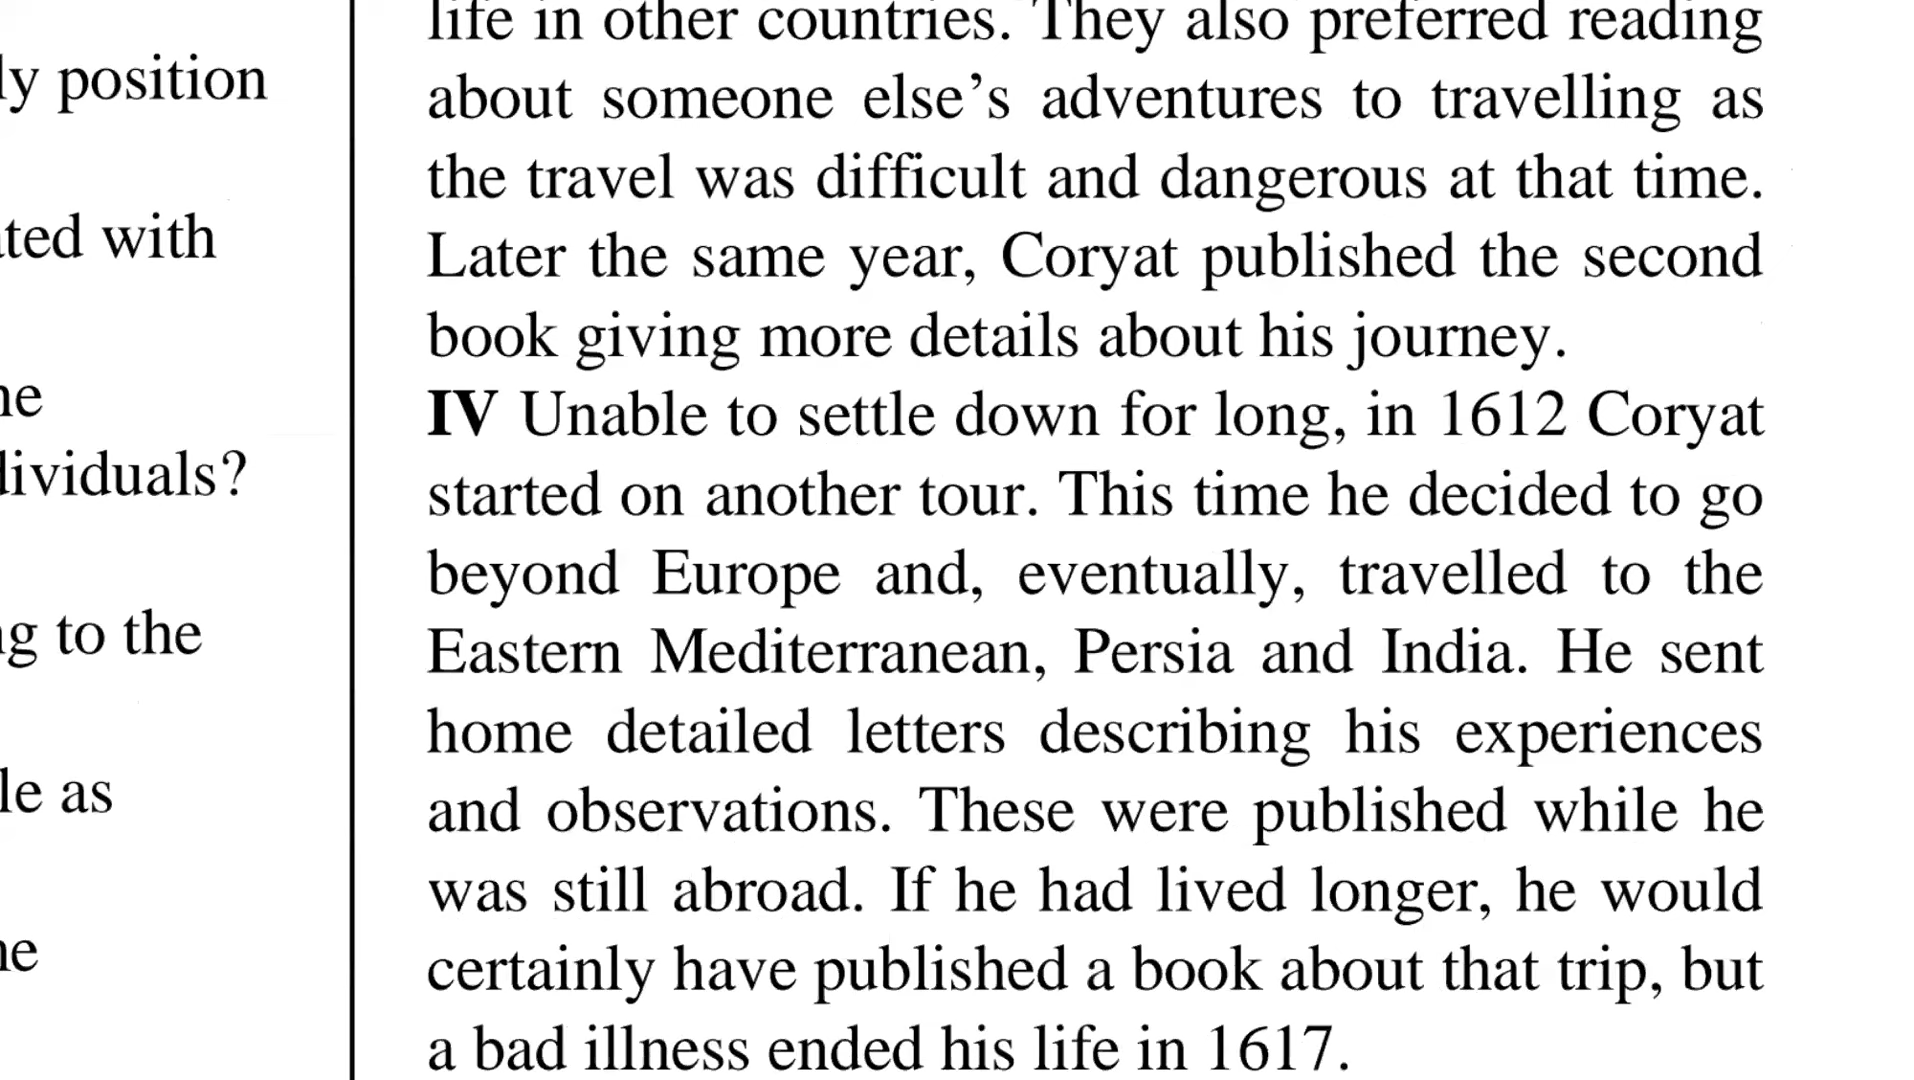 ly position
ted with
ne
dividuals?
ng to the
le as
ne
life in other countries. They also preferred reading
about someone else’s adventures to travelling as
the travel was difficult and dangerous at that time.
Later the same year, Coryat published the second
book giving more details about his journey.
IV Unable to settle down for long, in 1612 Coryat
started on another tour. This time he decided to go
beyond Europe and, eventually, travelled to the
Eastern Mediterranean, Persia and India. He sent
home detailed letters describing his experiences
and observations. These were published while he
was still abroad. If he had lived longer, he would
certainly have published a book about that trip, but
a bad illness ended his life in 1617.